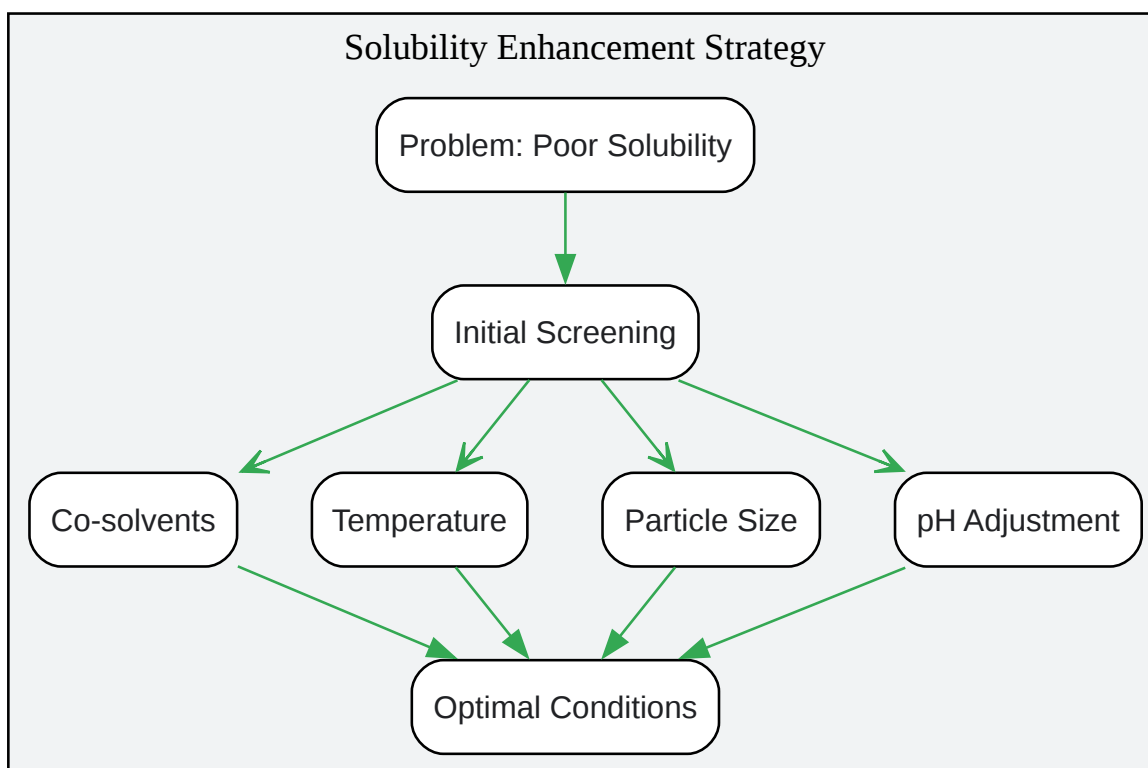 Solubility Enhancement Strategy
Problem: Poor Solubility
Initial Screening
Co-solvents
Temperature
Particle Size
pH Adjustment
Optimal Conditions